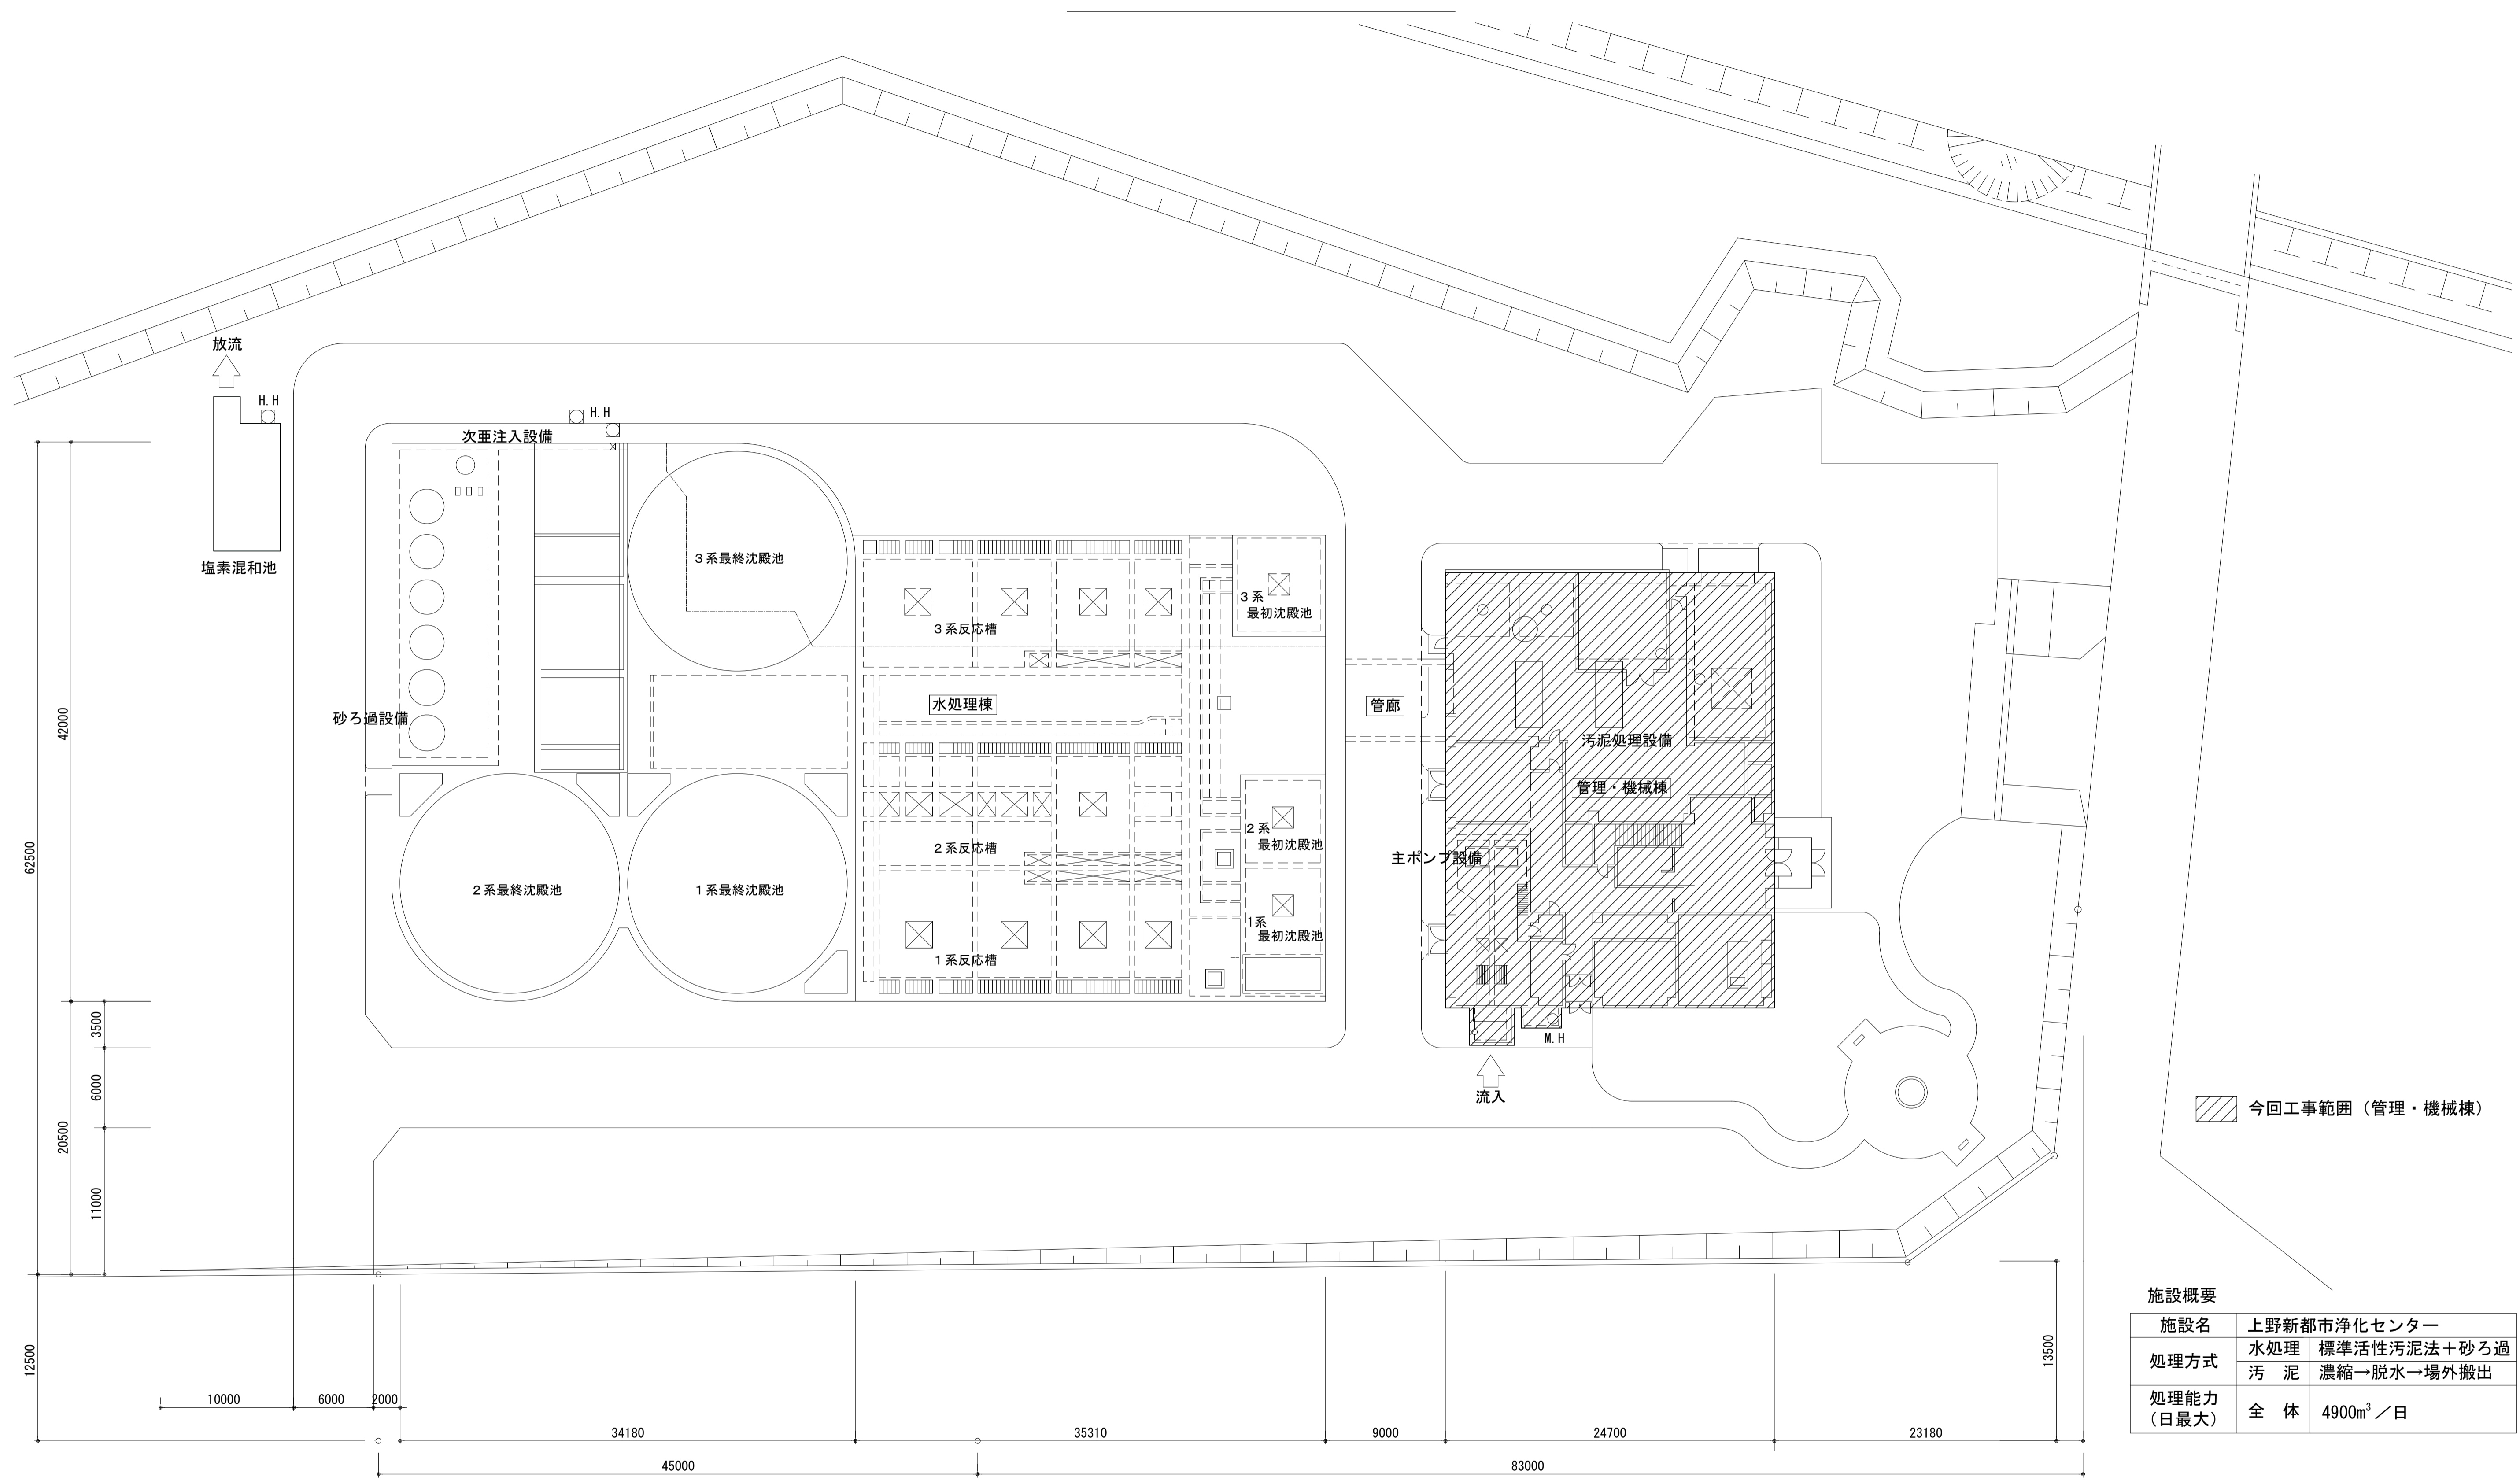 放流
H.H
H.H
次亜注入設備
塩素混和池
３系最終沈殿池
３系
最初沈殿池
３系反応槽
水処理棟
管廊
砂ろ過設備
汚泥処理設備
管理・機械棟
２系
最初沈殿池
２系反応槽
主ポンプ設備
２系最終沈殿池
１系最終沈殿池
1系
最初沈殿池
１系反応槽
M.H
流入
今回工事範囲（管理・機械棟）
62500
42000
3500
6000
20500
11000
12500
13500
10000
6000
2000
34180
35310
9000
24700
23180
45000
83000
施設概要
施設名 上野新都市浄化センター
処理方式 水処理 標準活性汚泥法＋砂ろ過
汚 泥 濃縮→脱水→場外搬出
処理能力
（日最大） 全 体 4900m³／日